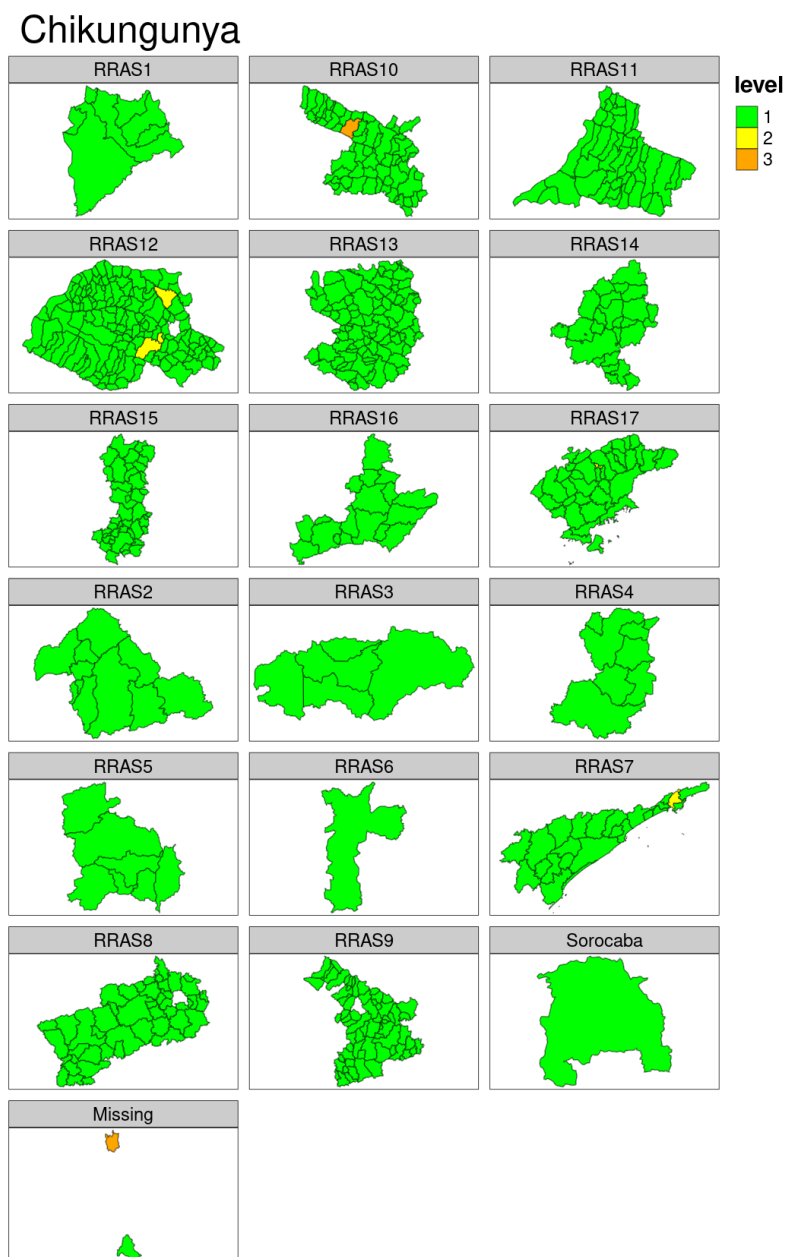 Chikungunya
RRAS1 RRAS10 RRAS11
level
1
2
3
RRAS12 RRAS13 RRAS14
RRAS15 RRAS16 RRAS17
RRAS2 RRAS3 RRAS4
RRAS5 RRAS6 RRAS7
RRAS8 RRAS9 Sorocaba
Missing